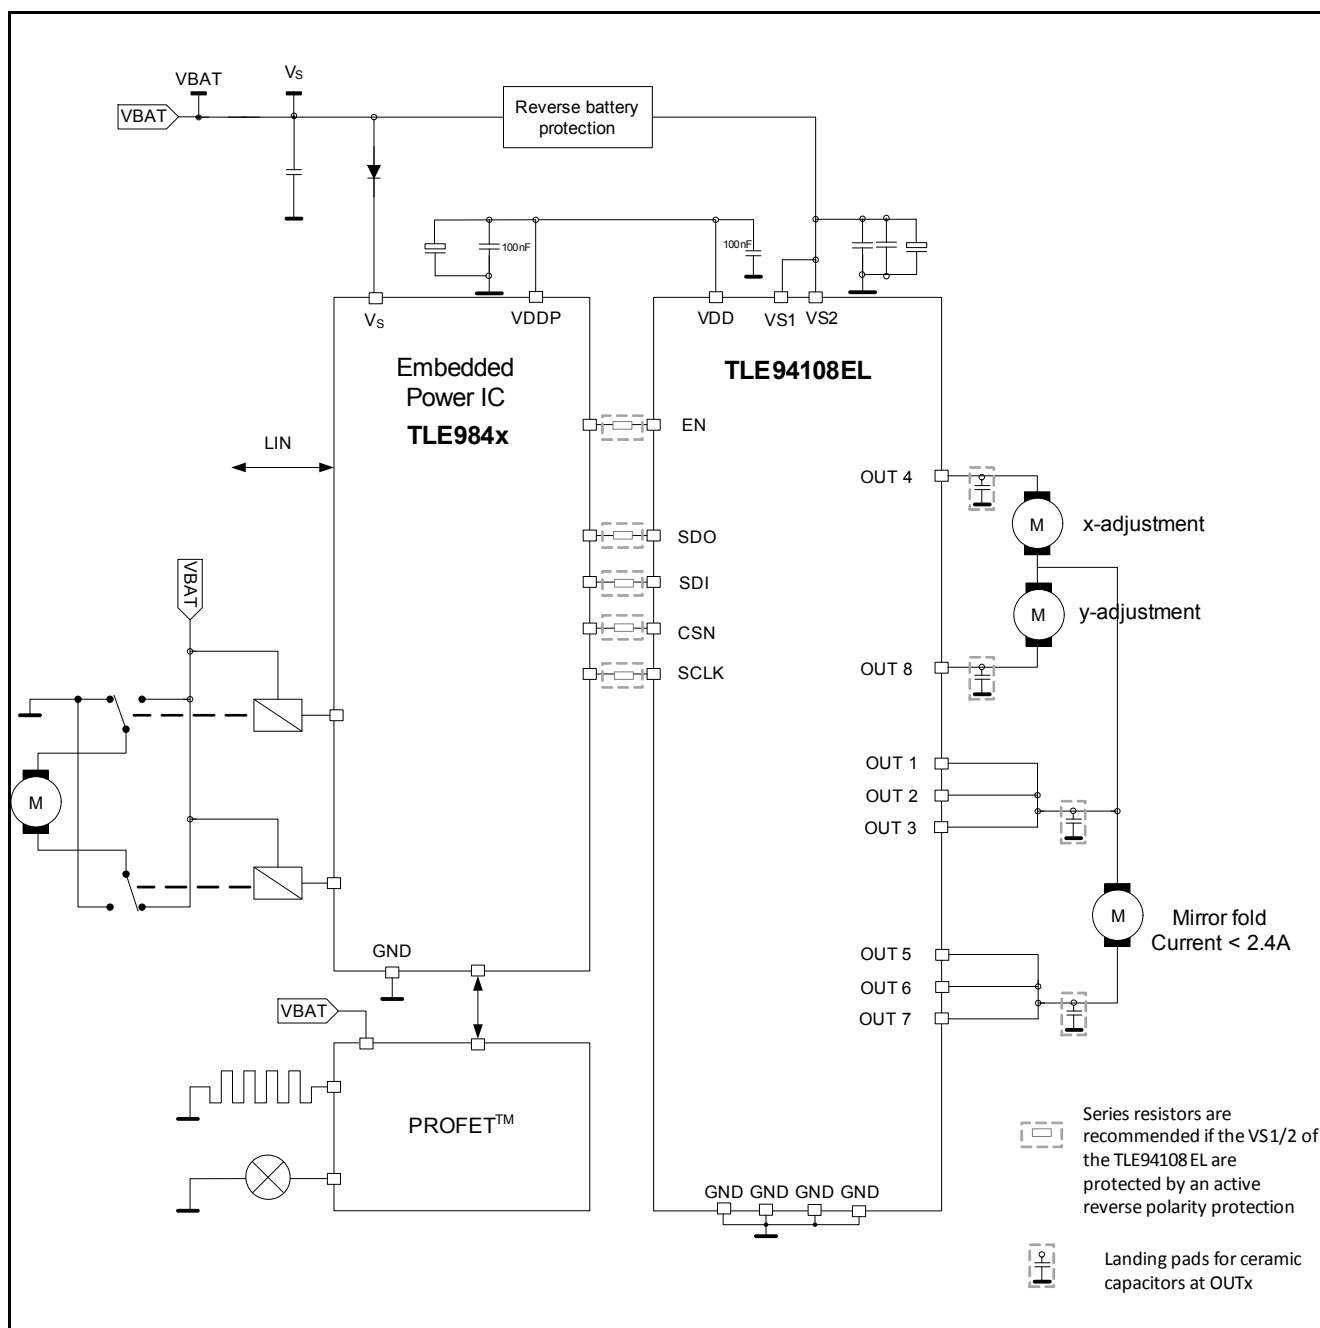 VBAT
VS
VBAT
Reverse battery
protection
100nF
100nF
VS
VDDP
VDD
VS1
VS2
Embedded
Power IC
TLE984x
TLE94108EL
EN
LIN
SDO
SDI
CSN
SCLK
OUT 4
M
x-adjustment
M
y-adjustment
OUT 8
VBAT
M
OUT 1
OUT 2
OUT 3
M
Mirror fold
Current < 2.4A
OUT 5
OUT 6
OUT 7
GND
VBAT
PROFET™
GND GND GND GND
Series resistors are
recommended if the VS1/2 of
the TLE94108EL are
protected by an active
reverse polarity protection
Landing pads for ceramic
capacitors at OUTx